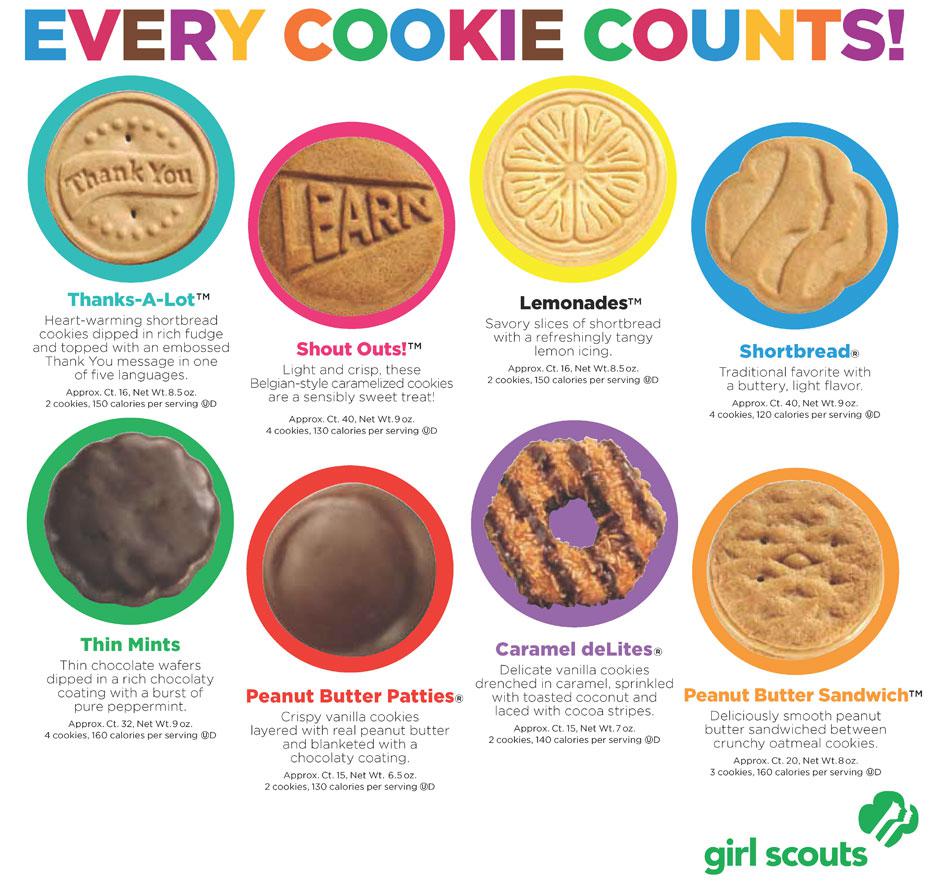 EVERY COOKIE COUNTS!
Thank You
Thanks-A-Lot™
Heart-warming shortbread
cookies dipped in rich fudge
and topped with an embossed
Thank You message in one
of five languages.
Approx. Ct. 16, Net Wt. 8.5 oz.
2 cookies, 150 calories per serving ⓊD
LEARN
Shout Outs!™
Light and crisp, these
Belgian-style caramelized cookies
are a sensibly sweet treat!
Approx. Ct. 40, Net Wt. 9 oz.
4 cookies, 130 calories per serving ⓊD
Lemonades™
Savory slices of shortbread
with a refreshingly tangy
lemon icing.
Approx. Ct. 16, Net Wt. 8.5 oz.
2 cookies, 150 calories per serving ⓊD
Shortbread®
Traditional favorite with
a buttery, light flavor.
Approx. Ct. 40, Net Wt. 9 oz.
4 cookies, 120 calories per serving ⓊD
Thin Mints
Thin chocolate wafers
dipped in a rich chocolaty
coating with a burst of
pure peppermint.
Approx. Ct. 32, Net Wt. 9 oz.
4 cookies, 160 calories per serving ⓊD
Peanut Butter Patties®
Crispy vanilla cookies
layered with real peanut butter
and blanketed with a
chocolaty coating.
Approx. Ct. 15, Net Wt. 6.5 oz.
2 cookies, 130 calories per serving ⓊD
Caramel deLites®
Delicate vanilla cookies
drenched in caramel, sprinkled
with toasted coconut and
laced with cocoa stripes.
Approx. Ct. 15, Net Wt. 7 oz.
2 cookies, 140 calories per serving ⓊD
Peanut Butter Sandwich™
Deliciously smooth peanut
butter sandwiched between
crunchy oatmeal cookies.
Approx. Ct. 20, Net Wt. 8 oz.
3 cookies, 160 calories per serving ⓊD
girl scouts